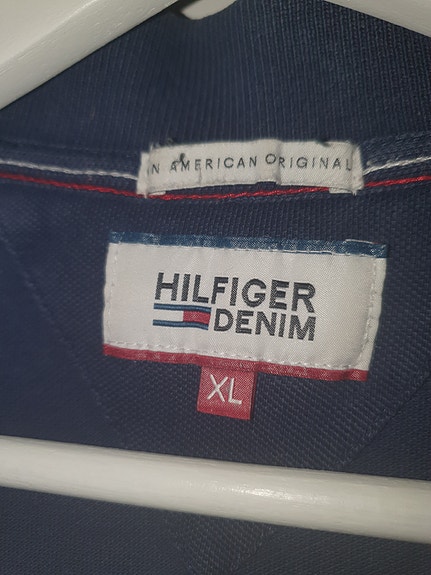 N AMERICAN ORIGINAL
HILFIGER
DENIM
XL